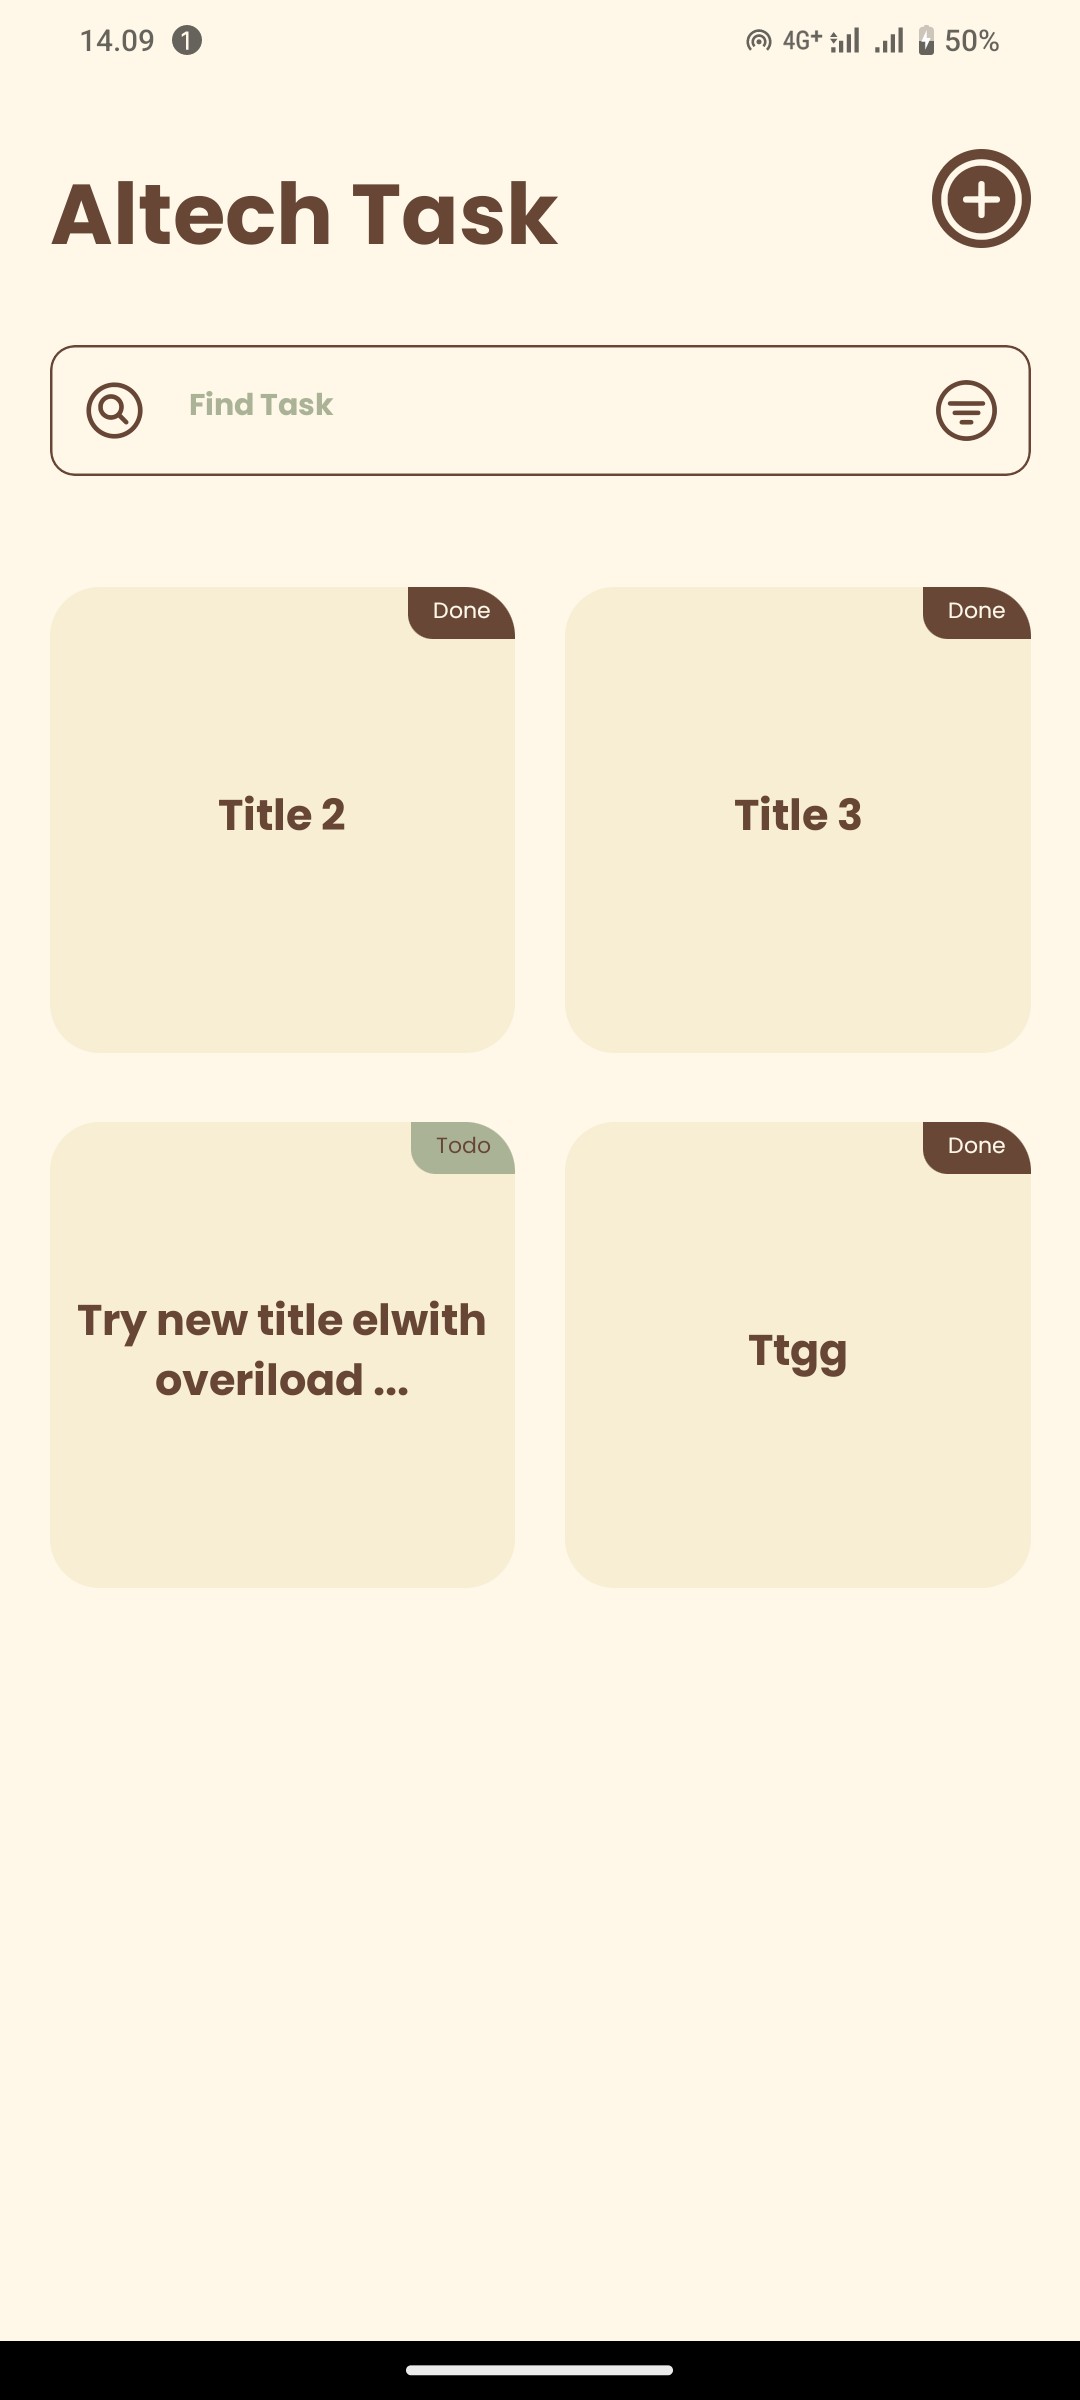 14.09 1 4G+ 50%
Altech Task
Find Task
Done
Title 2
Done
Title 3
Todo
Try new title elwith
overiload ...
Done
Ttgg